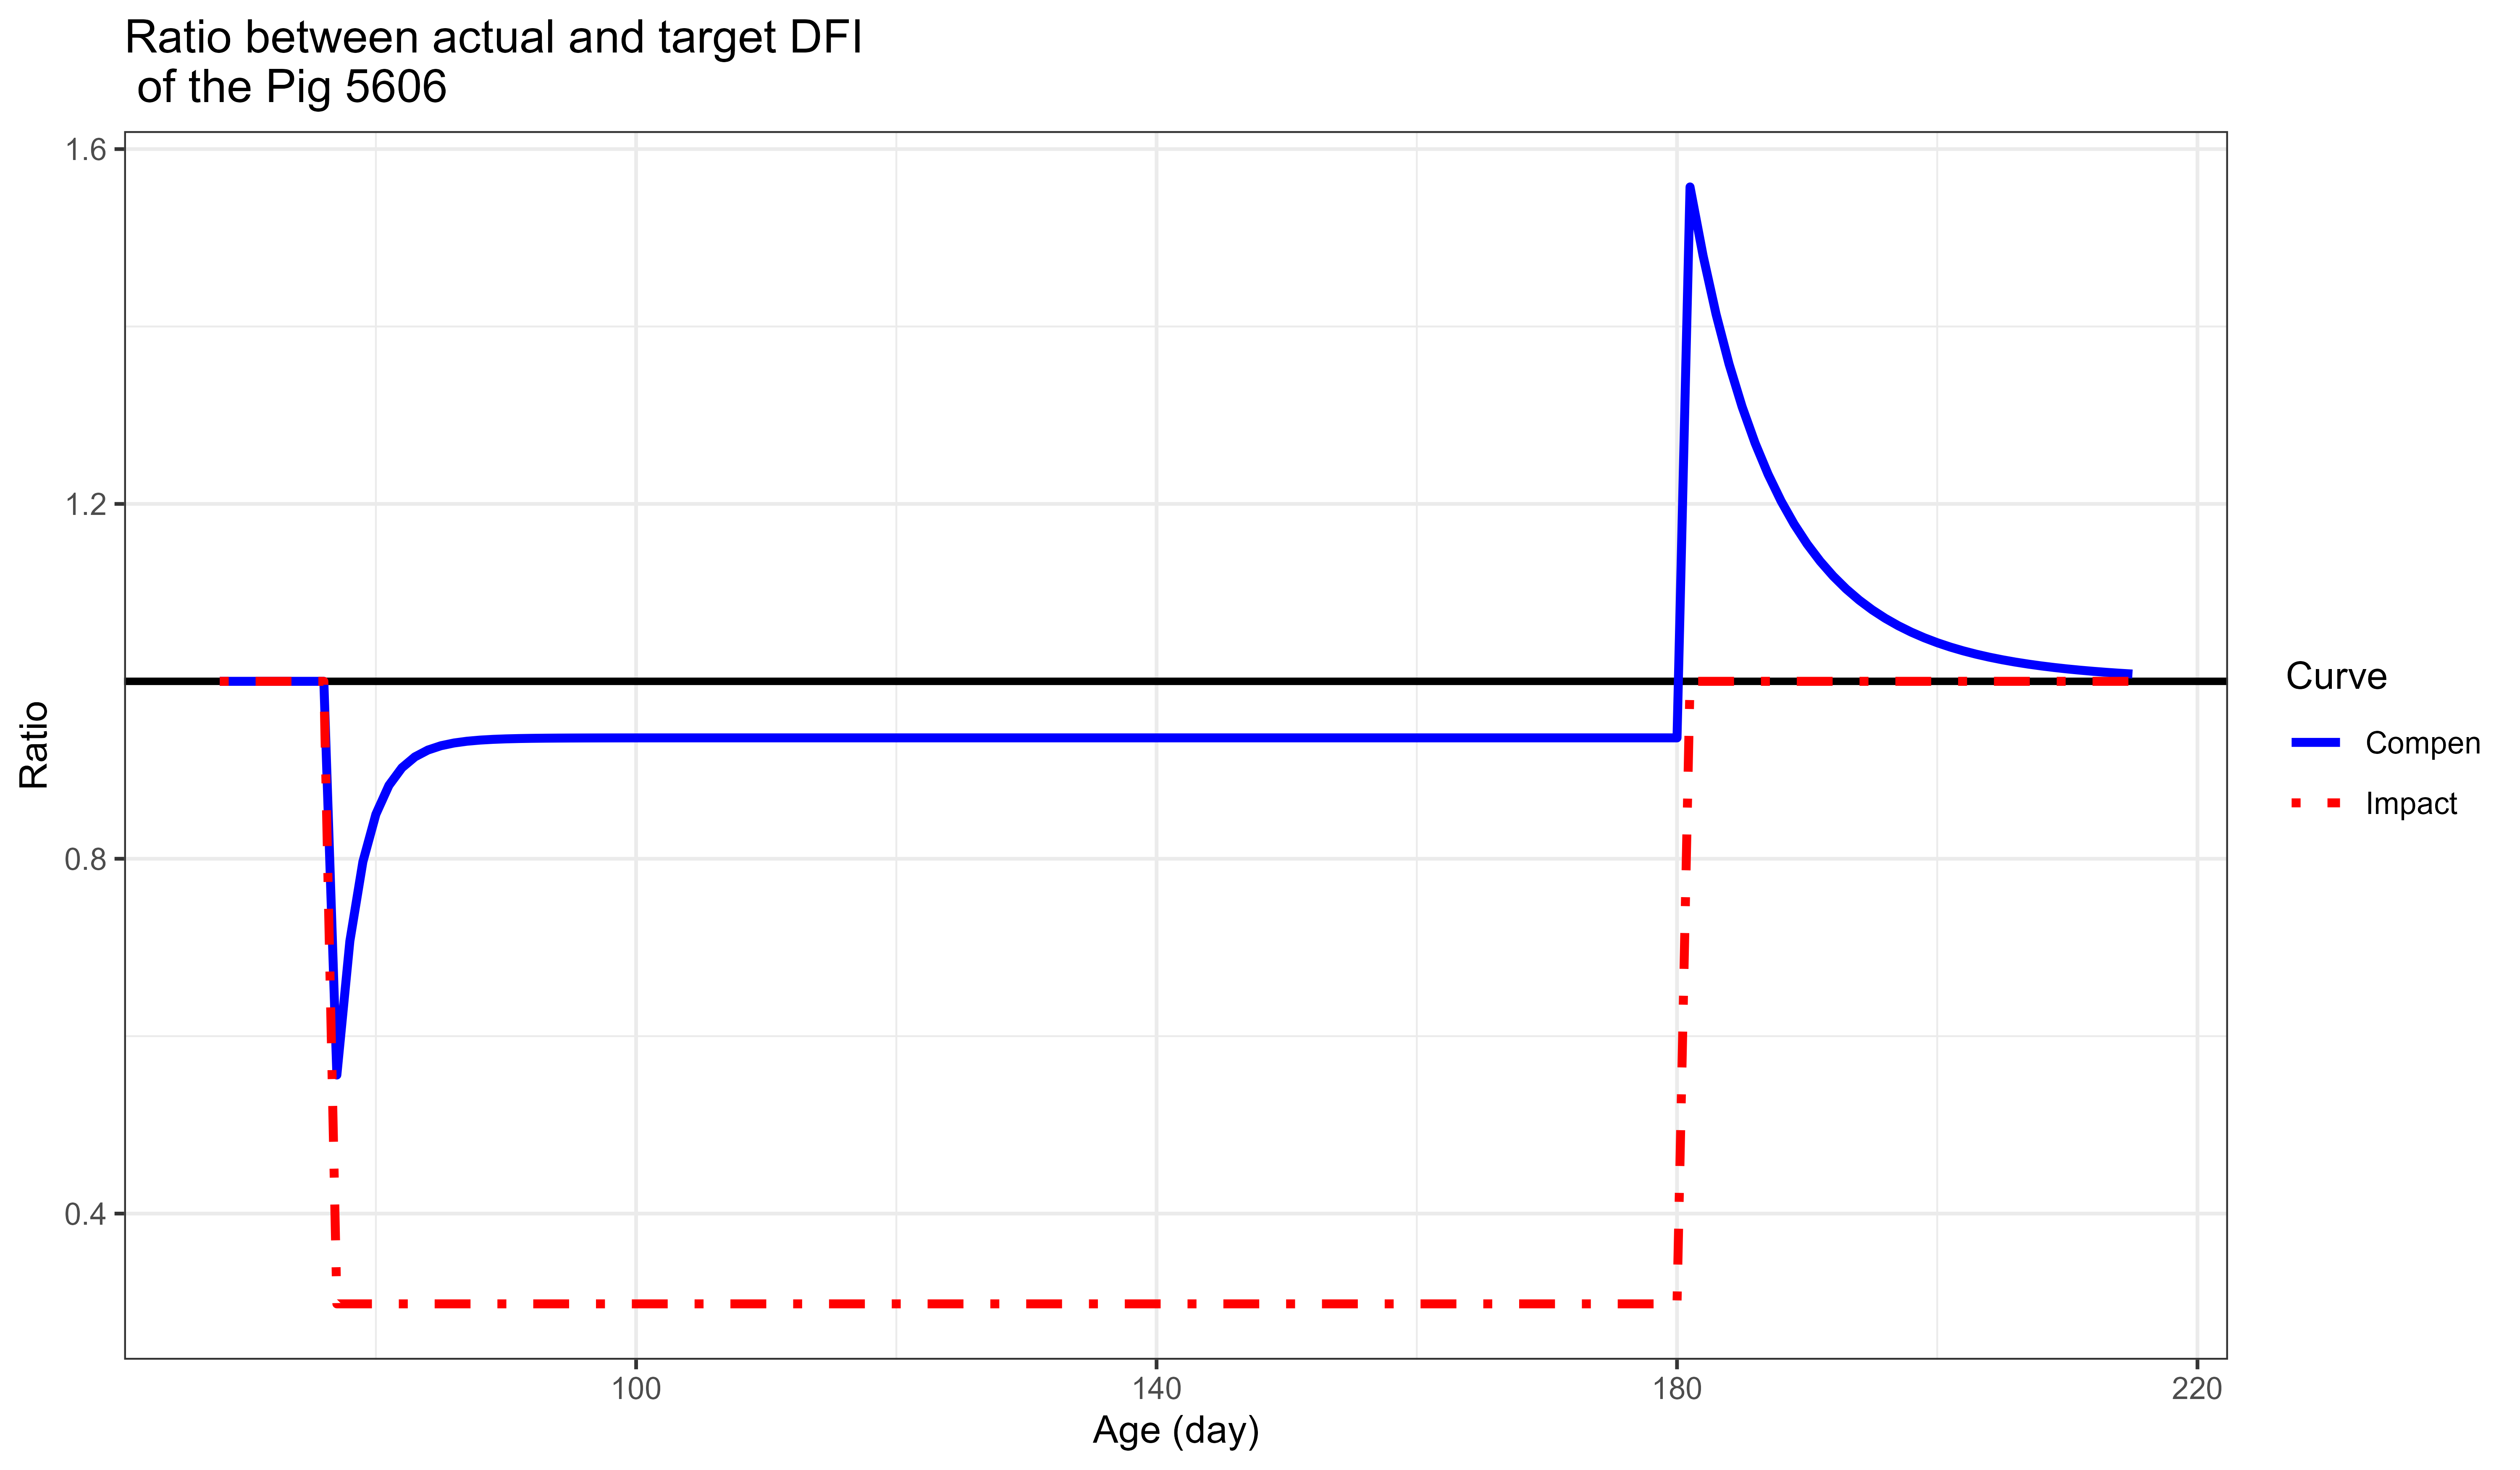 Ratio between actual and target DFI
of the Pig 5606
1.6
1.2
0.8
0.4
Ratio
100
140
180
220
Age (day)
Curve
Compen
Impact